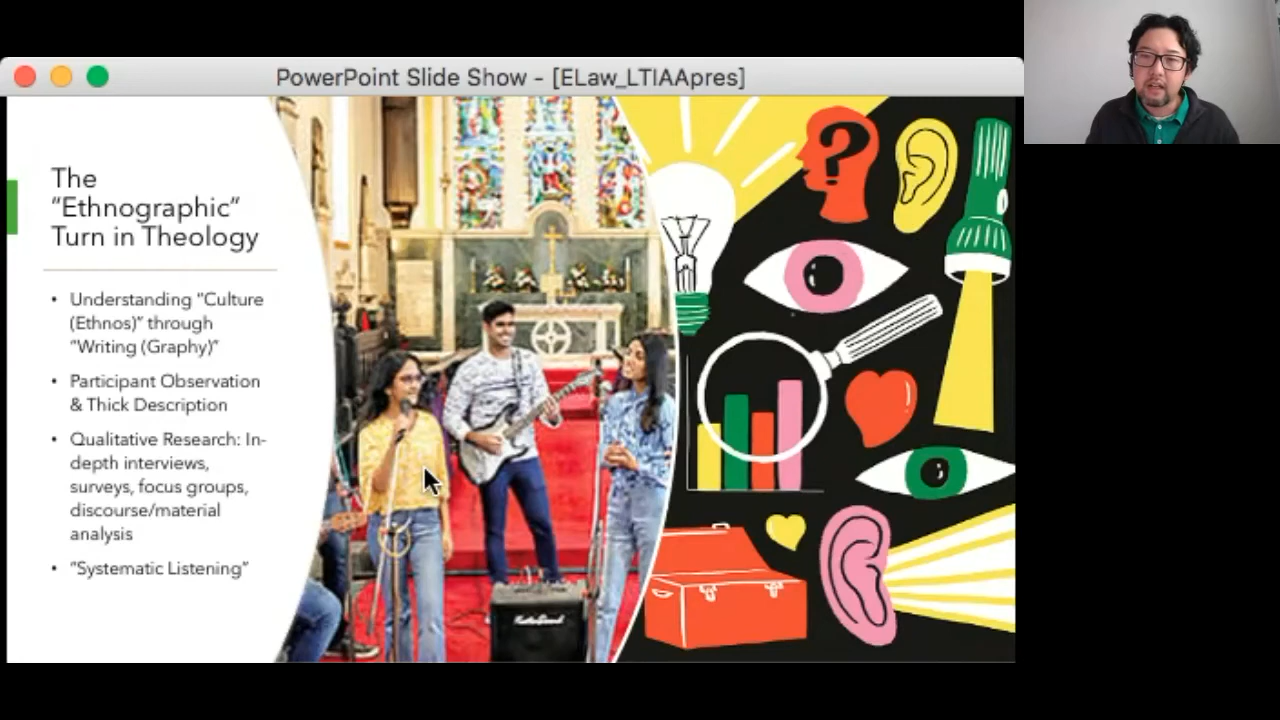 PowerPoint Slide Show - [ELaw_LTIAApres]
The
“Ethnographic”
Turn in Theology
• Understanding “Culture
(Ethnos)” through
“Writing (Graphy)”
• Participant Observation
& Thick Description
• Qualitative Research: In-
depth interviews,
surveys, focus groups,
discourse/material
analysis
• “Systematic Listening”
?